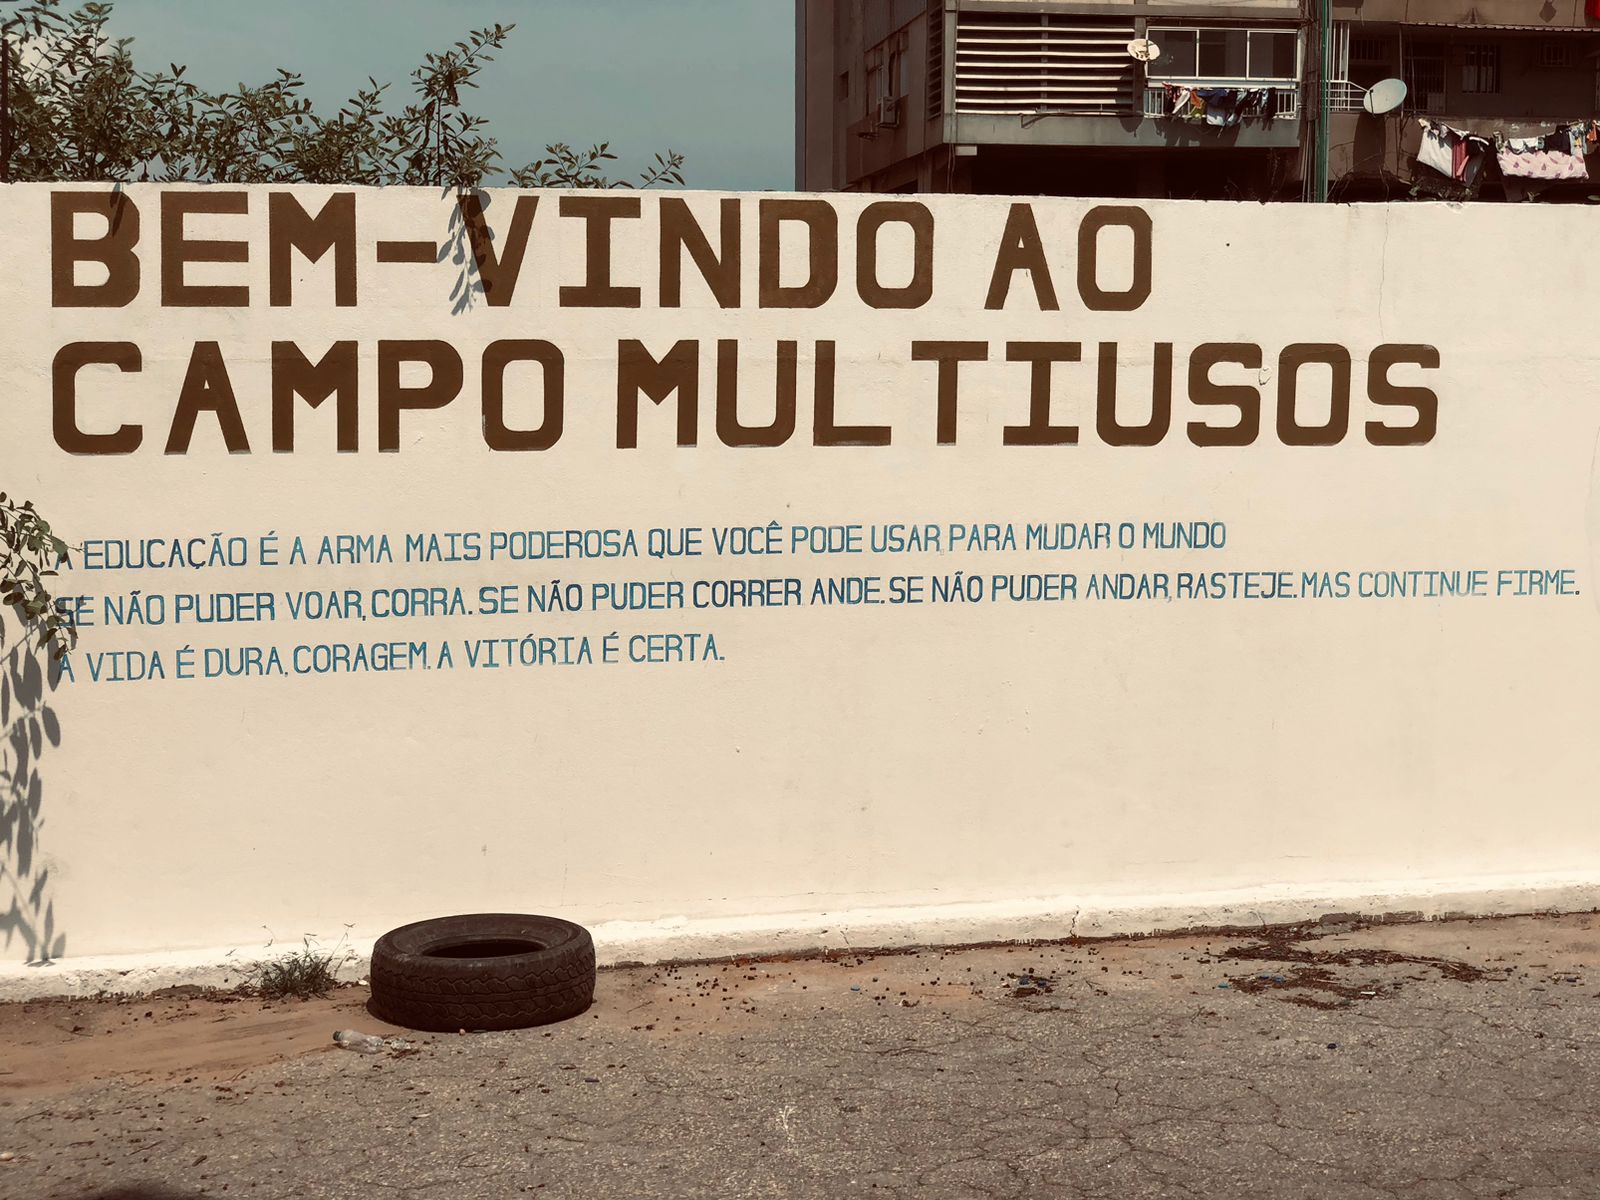 BEM-VINDO AO
CAMPO MULTIUSOS
A EDUCAÇÃO É A ARMA MAIS PODEROSA QUE VOCÊ PODE USAR PARA MUDAR O MUNDO
SE NÃO PUDER VOAR, CORRA. SE NÃO PUDER CORRER ANDE. SE NÃO PUDER ANDAR, RASTEJE. MAS CONTINUE FIRME.
A VIDA É DURA, CORAGEM. A VITÓRIA É CERTA.